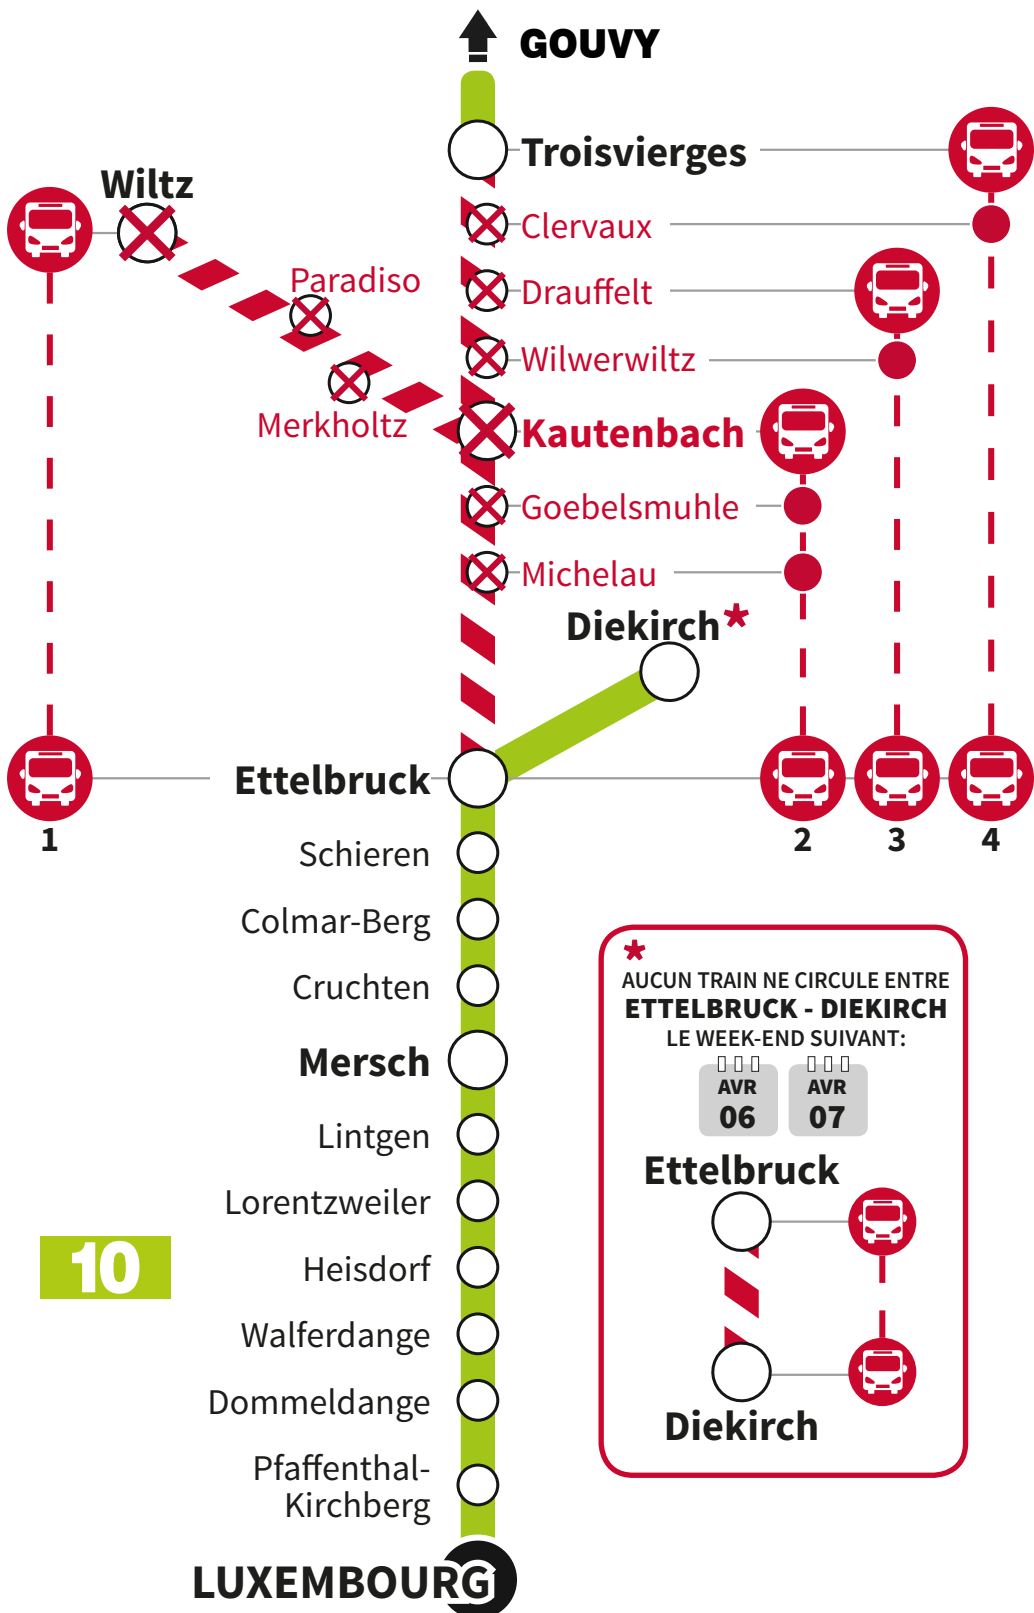 GOUVY
Troisvierges
Wiltz
Clervaux
Paradiso
Drauffelt
Wilwerwiltz
Merkholtz
Kautenbach
Goebelsmuhle
Michelau
Diekirch*
Ettelbruck
1
2
3
4
Schieren
Colmar-Berg
Cruchten
Mersch
Lintgen
Lorentzweiler
10
Heisdorf
Walferdange
Dommeldange
Pfaffenthal-
Kirchberg
LUXEMBOURG
*
AUCUN TRAIN NE CIRCULE ENTRE
ETTELBRUCK - DIEKIRCH
LE WEEK-END SUIVANT:
AVR
06
AVR
07
Ettelbruck
Diekirch